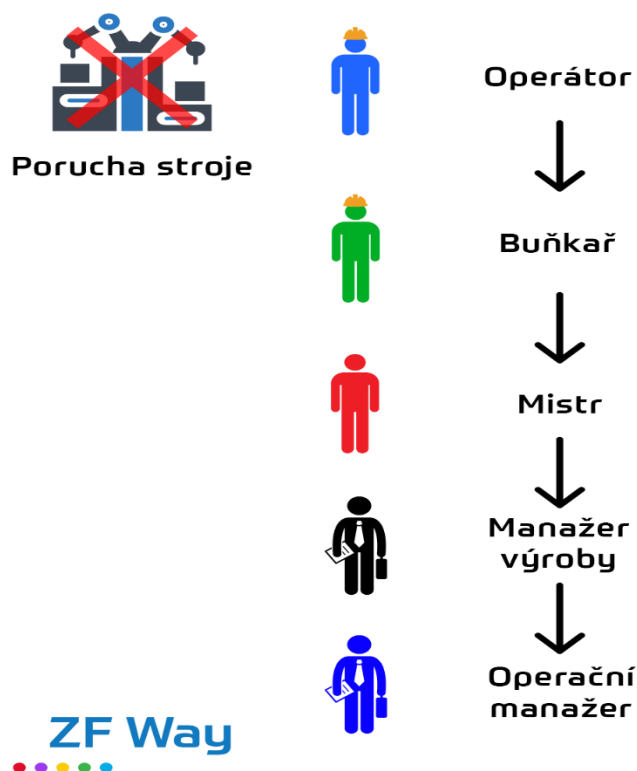 Porucha stroje
Operátor
Buňkař
Mistr
Manažer
výroby
Operační
manažer
ZF Way